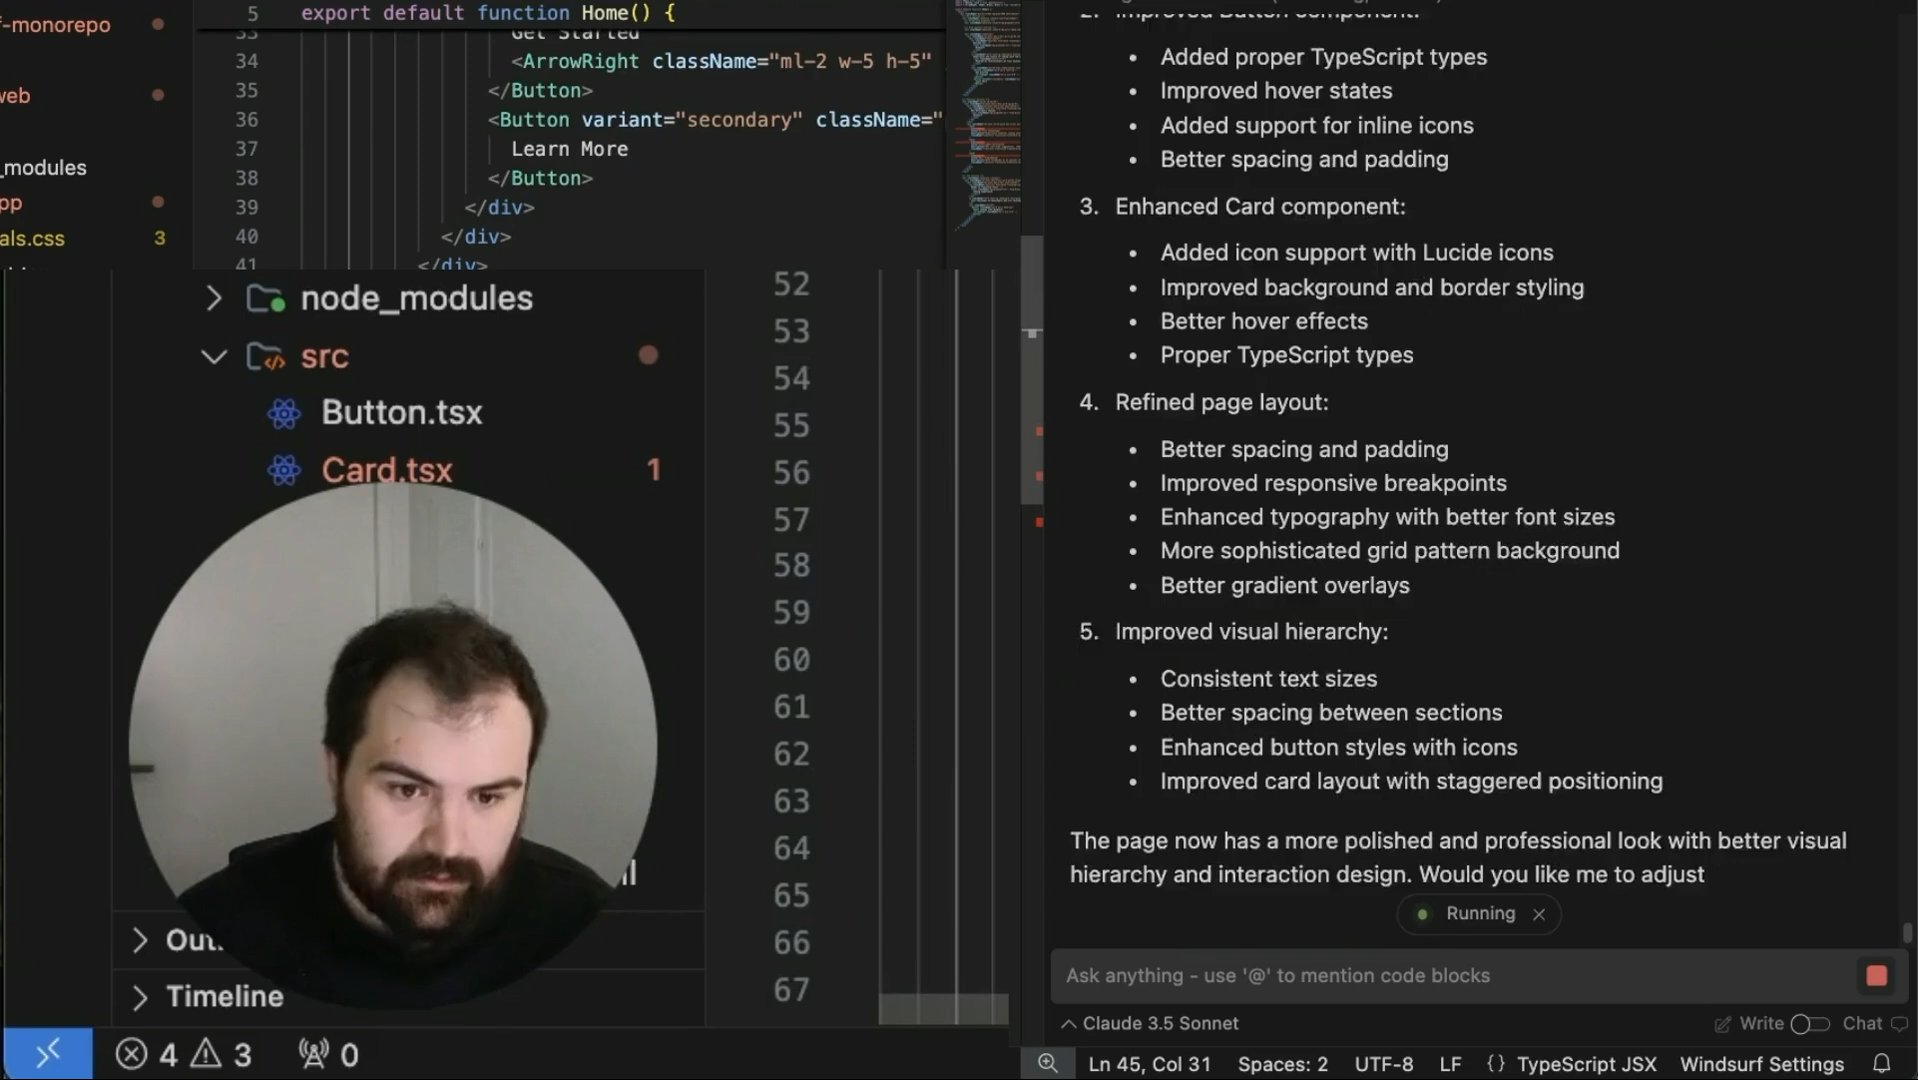 f-monorepo
web
_modules
pp
als.css 3
5 export default function Home() {
33 Get Started
34 <ArrowRight className="ml-2 w-5 h-5"
35 </Button>
36 <Button variant="secondary" className="
37 Learn More
38 </Button>
39 </div>
40 </div>
41 </div>
node_modules
src
Button.tsx
Card.tsx 1
Timeline
52
53
54
55
56
57
58
59
60
61
62
63
64
65
66
67
4 3 0
2. Improved Button component:
• Added proper TypeScript types
• Improved hover states
• Added support for inline icons
• Better spacing and padding
3. Enhanced Card component:
• Added icon support with Lucide icons
• Improved background and border styling
• Better hover effects
• Proper TypeScript types
4. Refined page layout:
• Better spacing and padding
• Improved responsive breakpoints
• Enhanced typography with better font sizes
• More sophisticated grid pattern background
• Better gradient overlays
5. Improved visual hierarchy:
• Consistent text sizes
• Better spacing between sections
• Enhanced button styles with icons
• Improved card layout with staggered positioning
The page now has a more polished and professional look with better visual
hierarchy and interaction design. Would you like me to adjust
Running
Ask anything - use '@' to mention code blocks
Claude 3.5 Sonnet Write Chat
Ln 45, Col 31 Spaces: 2 UTF-8 LF {} TypeScript JSX Windsurf Settings